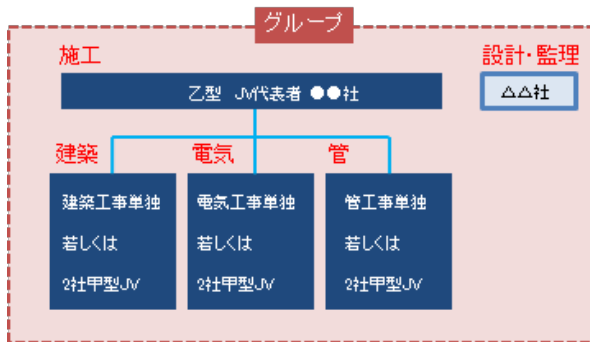 グループ
施工
設計・監理
乙型 JV代表者 ●●社
△△社
建築
電気
管
建築工事単独
若しくは
2社甲型JV
電気工事単独
若しくは
2社甲型JV
管工事単独
若しくは
2社甲型JV